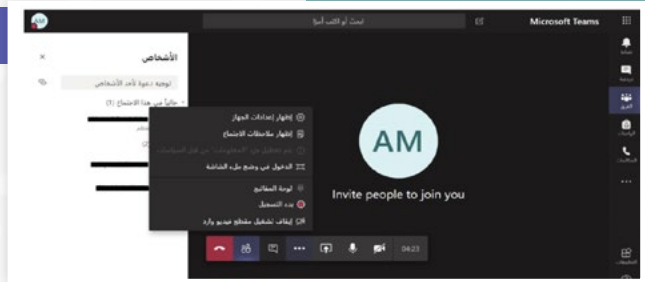 Microsoft Teams
ابحث أو اكتب أمرًا
AM
الأشخاص
توجيه دعوة لأحد الأشخاص
حاليًا في هذا الاجتماع (1)
إظهار إعدادات الجهاز
إظهار ملاحظات الاجتماع
الدخول في وضع ملء الشاشة
لوحة المفاتيح
بدء التسجيل
إيقاف تشغيل مقطع فيديو وارد
AM
Invite people to join you
04:23
الفرق